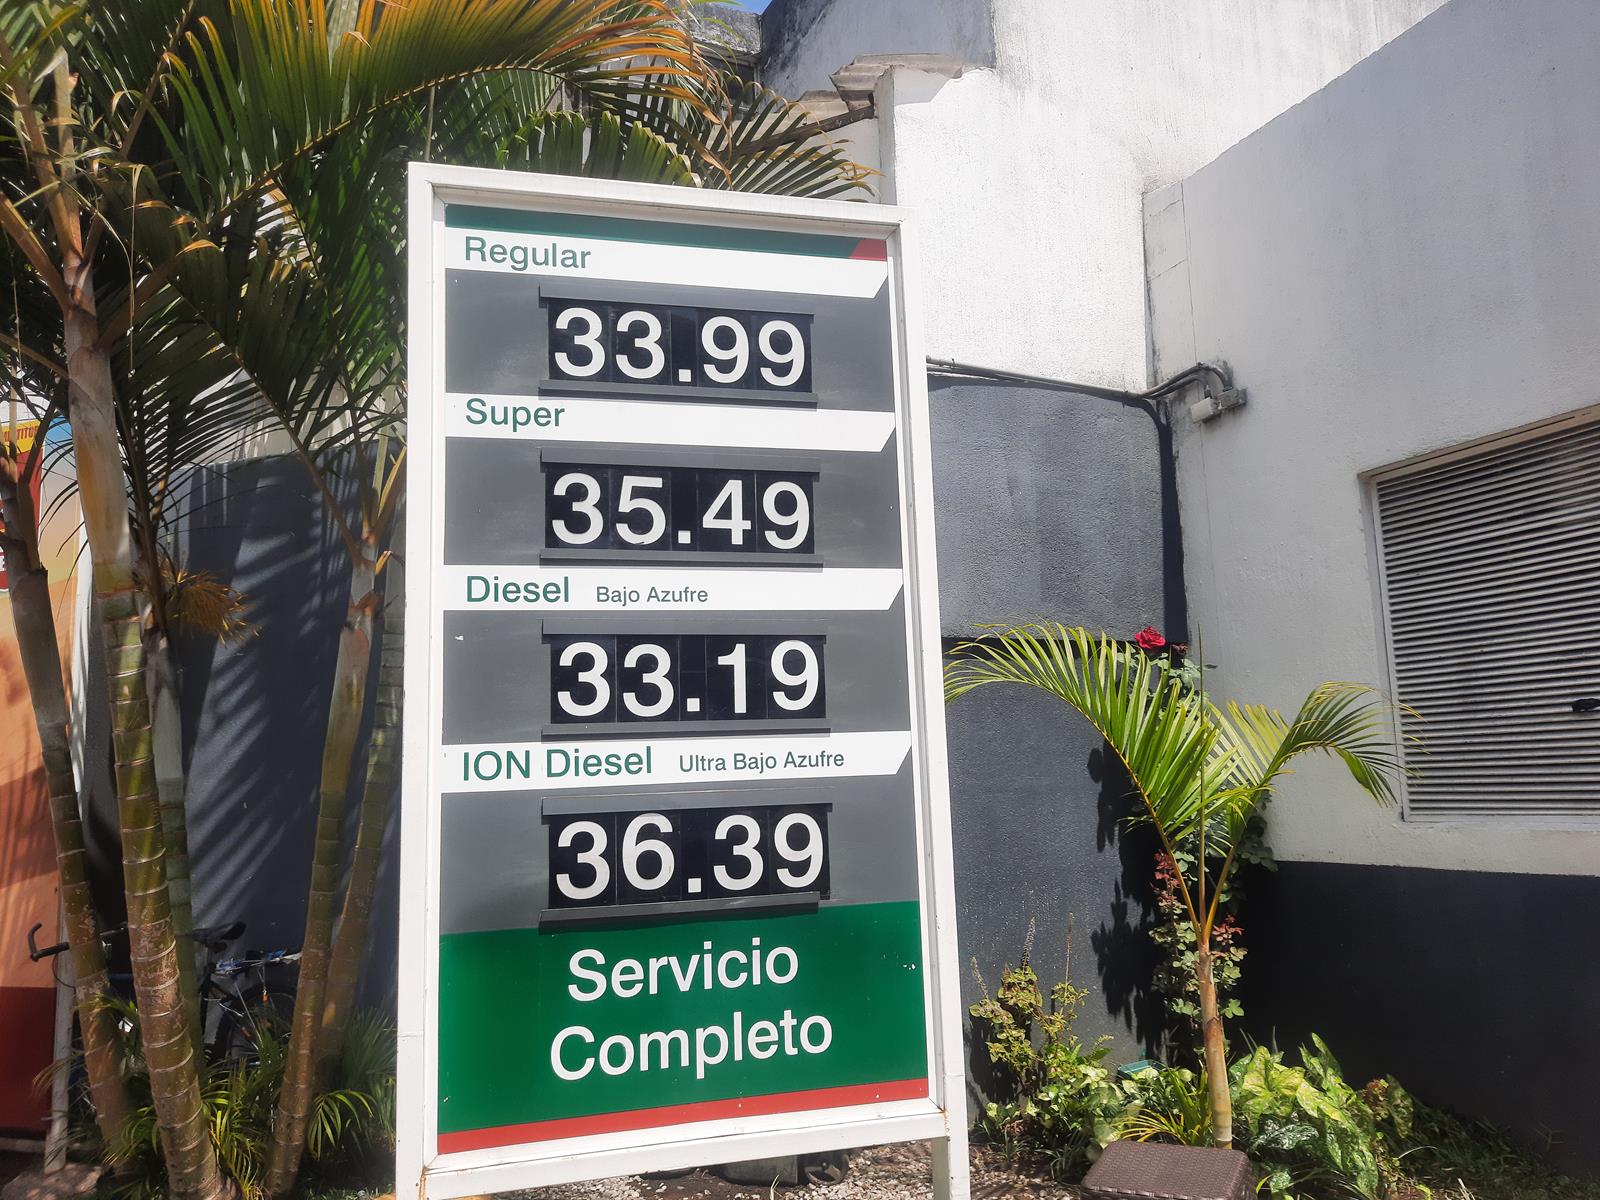 Regular
33.99
Super
35.49
Diesel Bajo Azufre
33.19
ION Diesel Ultra Bajo Azufre
36.39
Servicio
Completo